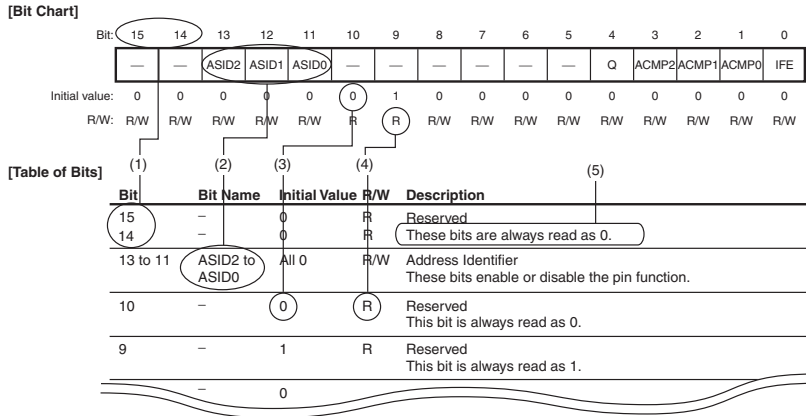 [Bit Chart]
Bit: 15 14 13 12 11 10 9 8 7 6 5 4 3 2 1 0
— — ASID2 ASID1 ASID0 — — — — — — Q ACMP2 ACMP1 ACMP0 IFE
Initial value: 0 0 0 0 0 0 1 0 0 0 0 0 0 0 0 0
R/W: R/W R/W R/W R/W R/W R R R/W R/W R/W R/W R/W R/W R/W R/W R/W
(1) (2) (3) (4) (5)
[Table of Bits]
Bit Bit Name Initial Value R/W Description
15 – 0 R Reserved
14 – 0 R These bits are always read as 0.
13 to 11 ASID2 to All 0 R/W Address Identifier
ASID0 These bits enable or disable the pin function.
10 – 0 R Reserved
This bit is always read as 0.
9 – 1 R Reserved
This bit is always read as 1.
– 0